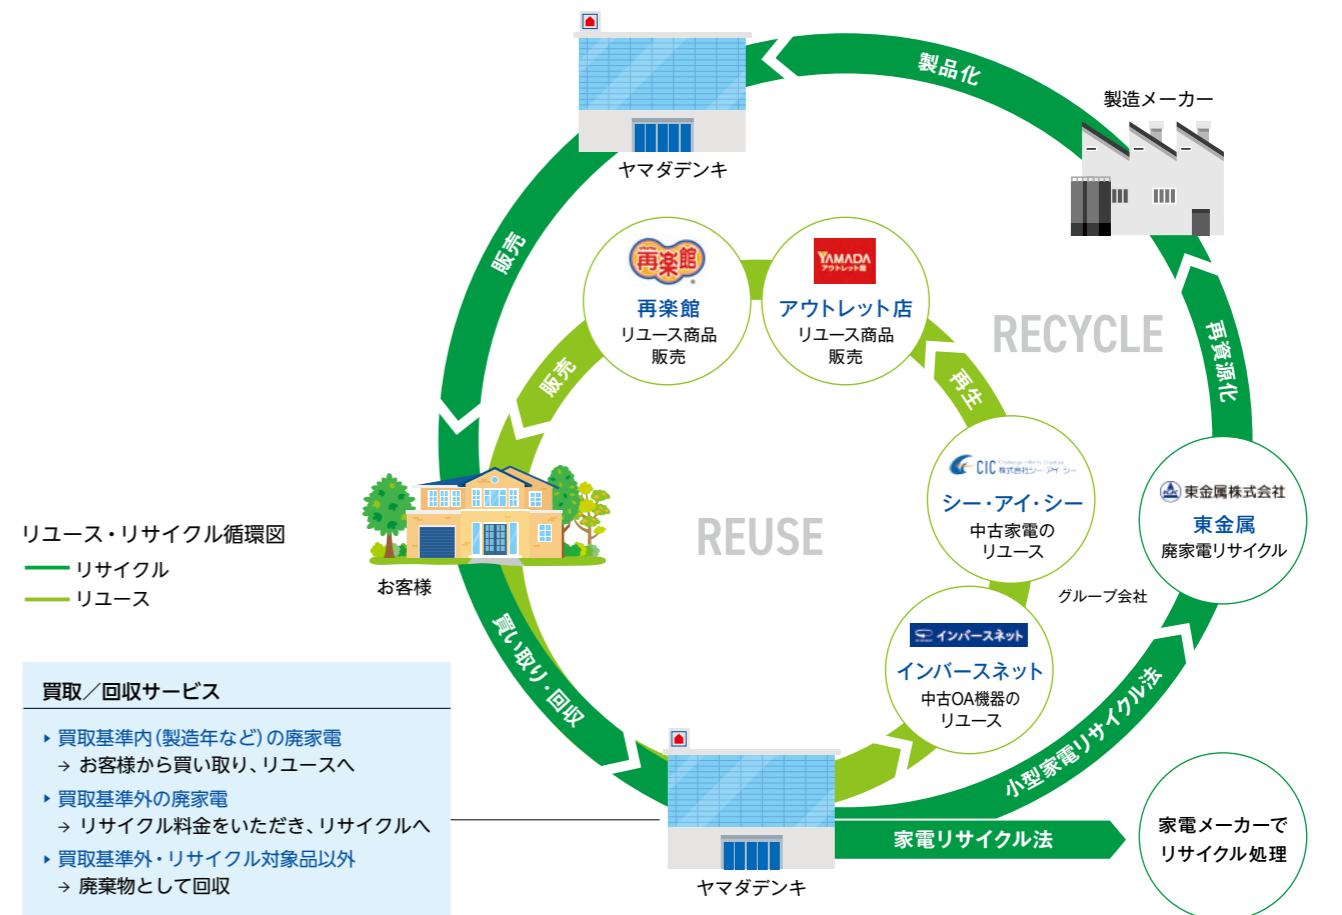 製品化
製造メーカー
ヤマダデンキ
販売
再楽館
再楽館
リユース商品
販売
YAMADA
アウトレット館
アウトレット店
リユース商品
販売
RECYCLE
再資源化
販売
再生
CIC
株式会社シー・アイ・シー
シー・アイ・シー
中古家電の
リユース
東金属株式会社
東金属
廃家電リサイクル
REUSE
お客様
グループ会社
インバースネット
インバースネット
中古OA機器の
リユース
買い取り・回収
小型家電リサイクル法
家電リサイクル法
家電メーカーで
リサイクル処理
ヤマダデンキ
リユース・リサイクル循環図
リサイクル
リユース
買取／回収サービス
▶ 買取基準内（製造年など）の廃家電
→ お客様から買い取り、リユースへ
▶ 買取基準外の廃家電
→ リサイクル料金をいただき、リサイクルへ
▶ 買取基準外・リサイクル対象品以外
→ 廃棄物として回収